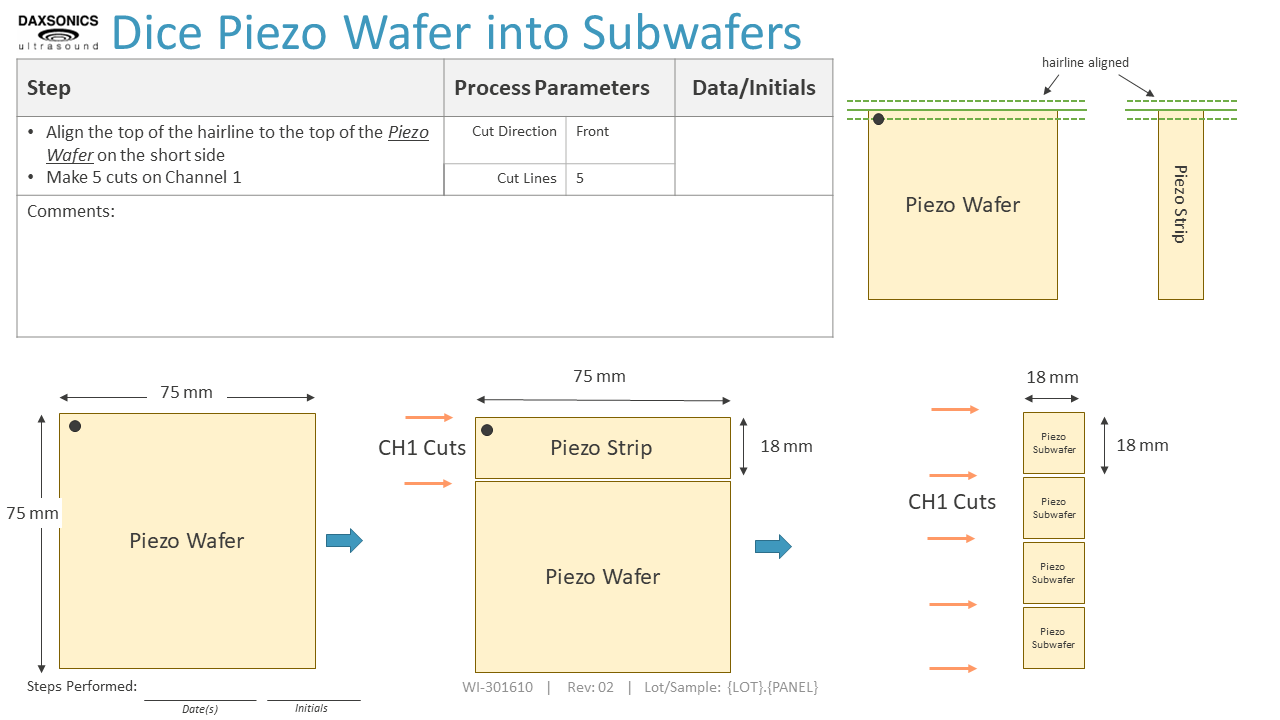 DAXSONICS
ultrasound
Dice Piezo Wafer into Subwafers
Step
Process Parameters
Data/Initials
• Align the top of the hairline to the top of the Piezo
Wafer on the short side
• Make 5 cuts on Channel 1
Cut Direction
Front
Cut Lines
5
Comments:
hairline aligned
Piezo Wafer
Piezo Strip
75 mm
75 mm
Piezo Wafer
75 mm
CH1 Cuts
Piezo Strip
18 mm
Piezo Wafer
18 mm
CH1 Cuts
Piezo
Subwafer
18 mm
Piezo
Subwafer
Piezo
Subwafer
Piezo
Subwafer
Steps Performed:
Date(s)
Initials
WI-301610 | Rev: 02 | Lot/Sample: {LOT}.{PANEL}